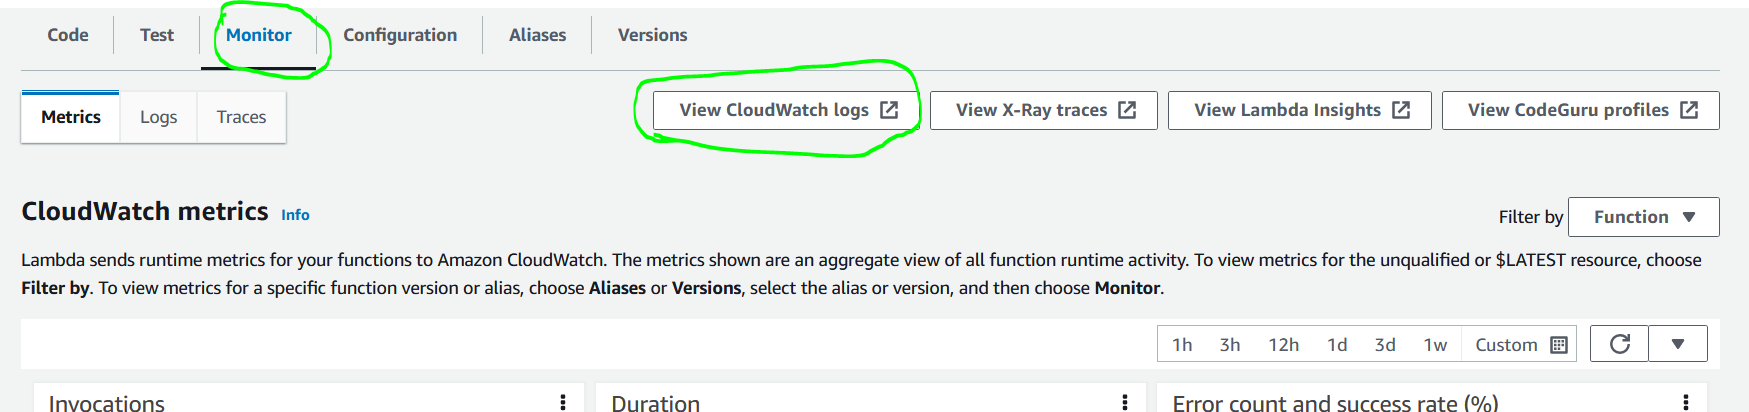 Code Test Monitor Configuration Aliases Versions
Metrics Logs Traces View CloudWatch logs View X-Ray traces View Lambda Insights View CodeGuru profiles
CloudWatch metrics Info Filter by Function
Lambda sends runtime metrics for your functions to Amazon CloudWatch. The metrics shown are an aggregate view of all function runtime activity. To view metrics for the unqualified or $LATEST resource, choose
Filter by. To view metrics for a specific function version or alias, choose Aliases or Versions, select the alias or version, and then choose Monitor.
1h 3h 12h 1d 3d 1w Custom
Invocations Duration Error count and success rate (%)